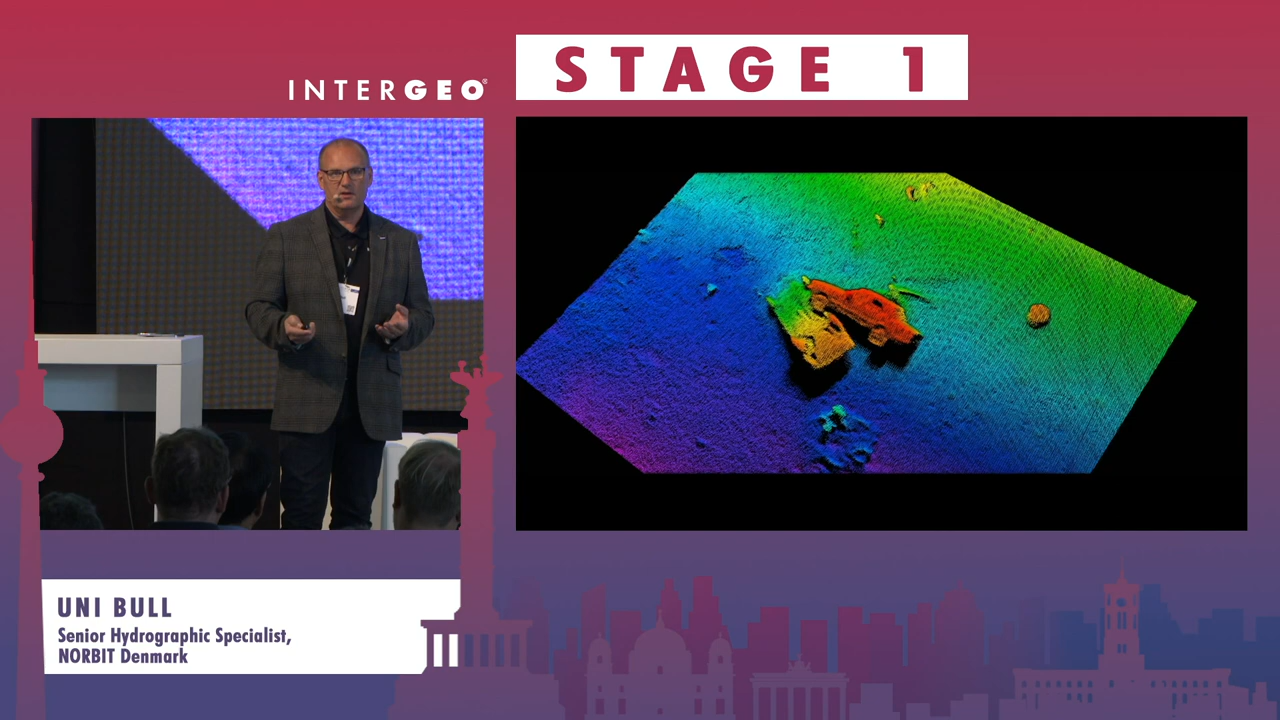 INTERGEO®
STAGE 1
UNI BULL
Senior Hydrographic Specialist,
NORBIT Denmark